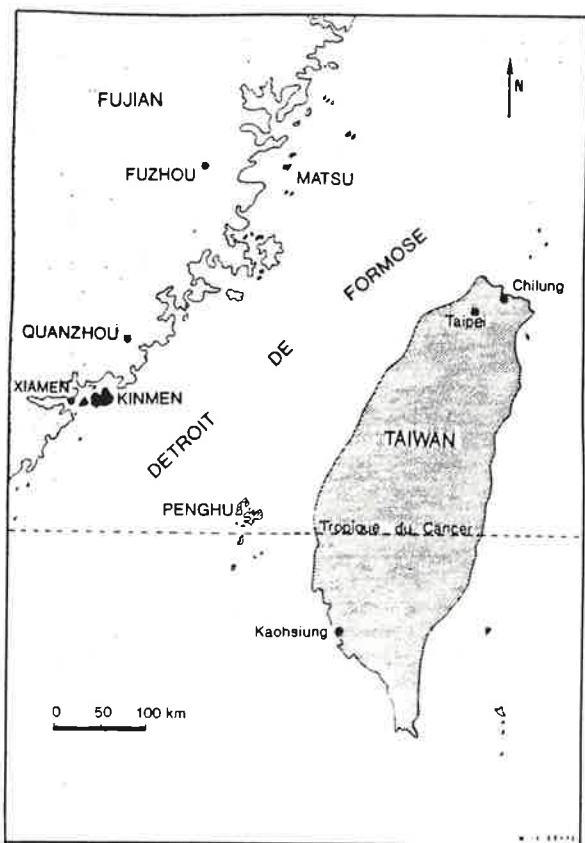 FUJIAN
N
FUZHOU
MATSU
DETROIT DE FORMOSE
Chilung
Taipei
QUANZHOU
XIAMEN
KINMEN
TAIWAN
PENGHU
Tropique du Cancer
Kaohsiung
0 50 100 km